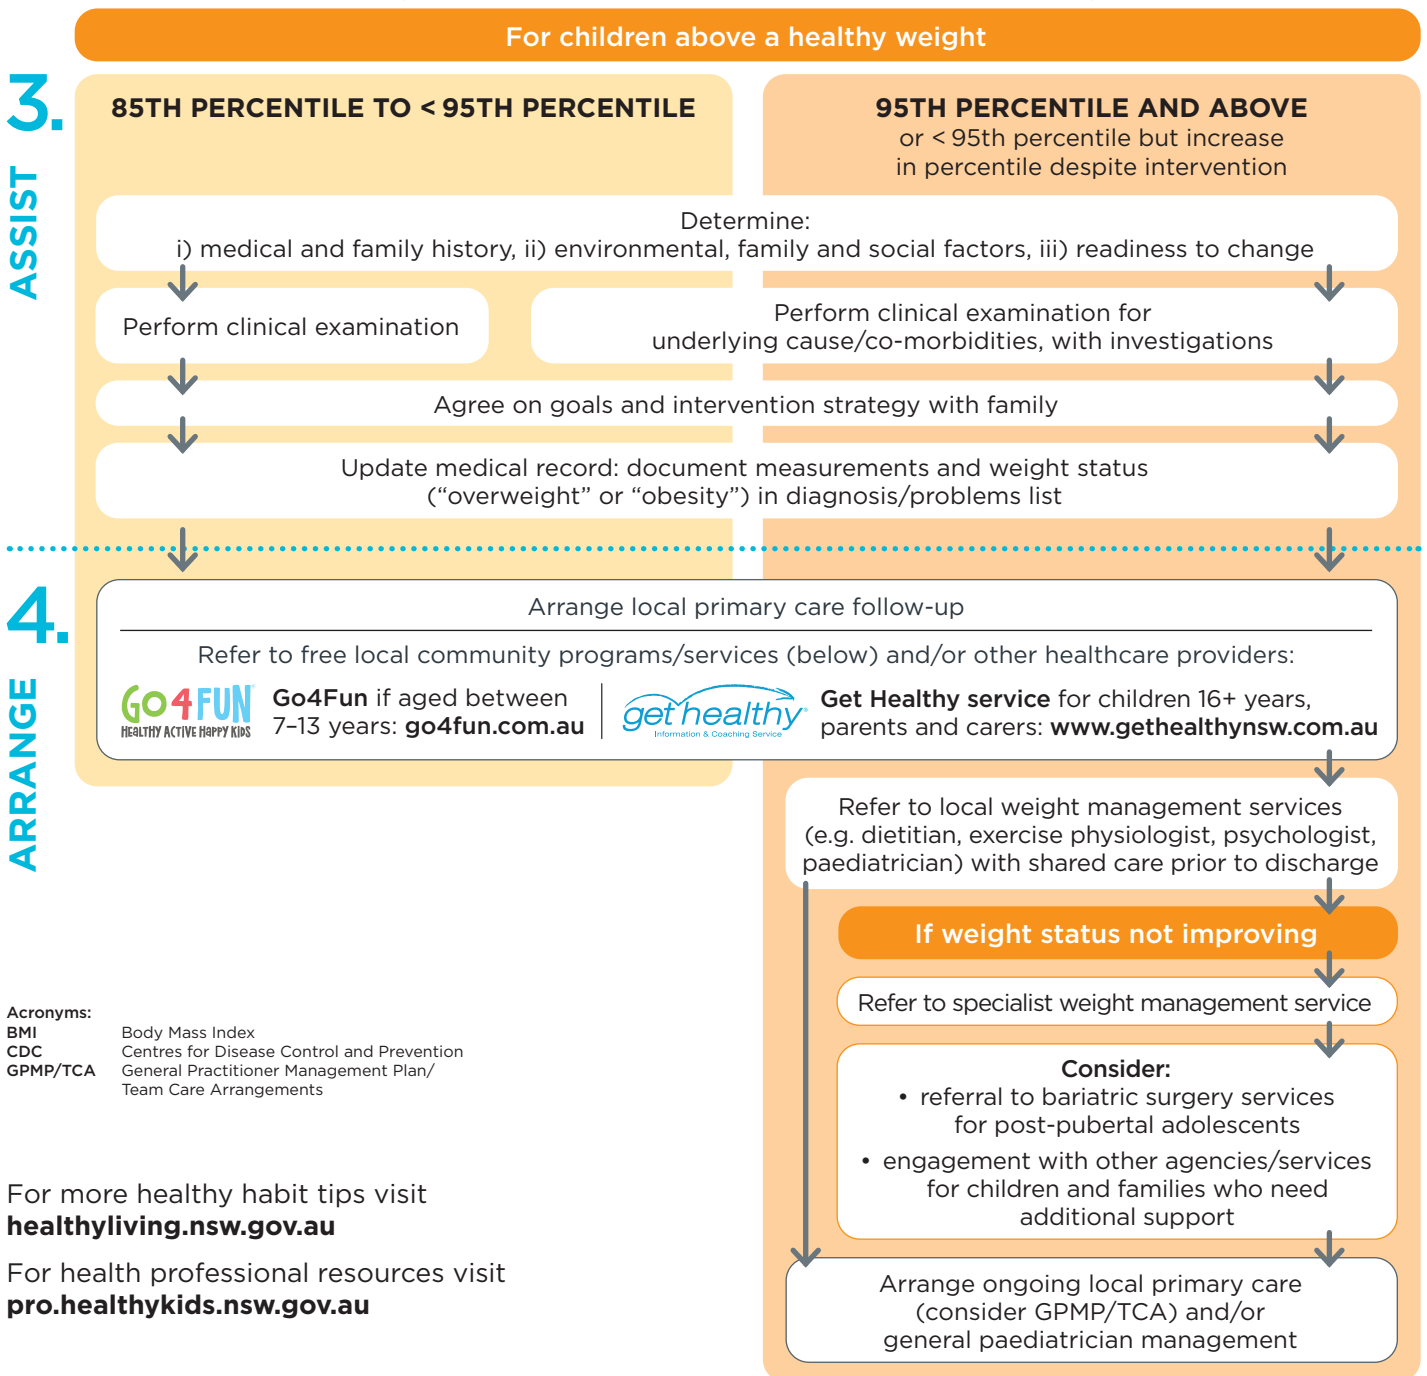 For children above a healthy weight
3.
ASSIST
85TH PERCENTILE TO < 95TH PERCENTILE
95TH PERCENTILE AND ABOVE
or < 95th percentile but increase
in percentile despite intervention
Determine:
i) medical and family history, ii) environmental, family and social factors, iii) readiness to change
Perform clinical examination
Perform clinical examination for
underlying cause/co-morbidities, with investigations
Agree on goals and intervention strategy with family
Update medical record: document measurements and weight status
(“overweight” or “obesity”) in diagnosis/problems list
4.
ARRANGE
Arrange local primary care follow-up
Refer to free local community programs/services (below) and/or other healthcare providers:
GO4FUN
HEALTHY ACTIVE HAPPY KIDS
Go4Fun if aged between
7–13 years: go4fun.com.au
get healthy
Information & Coaching Service
Get Healthy service for children 16+ years,
parents and carers: www.gethealthynsw.com.au
Refer to local weight management services
(e.g. dietitian, exercise physiologist, psychologist,
paediatrician) with shared care prior to discharge
If weight status not improving
Refer to specialist weight management service
Consider:
• referral to bariatric surgery services
for post-pubertal adolescents
• engagement with other agencies/services
for children and families who need
additional support
Arrange ongoing local primary care
(consider GPMP/TCA) and/or
general paediatrician management
Acronyms:
BMI Body Mass Index
CDC Centres for Disease Control and Prevention
GPMP/TCA General Practitioner Management Plan/
Team Care Arrangements
For more healthy habit tips visit
healthyliving.nsw.gov.au
For health professional resources visit
pro.healthykids.nsw.gov.au